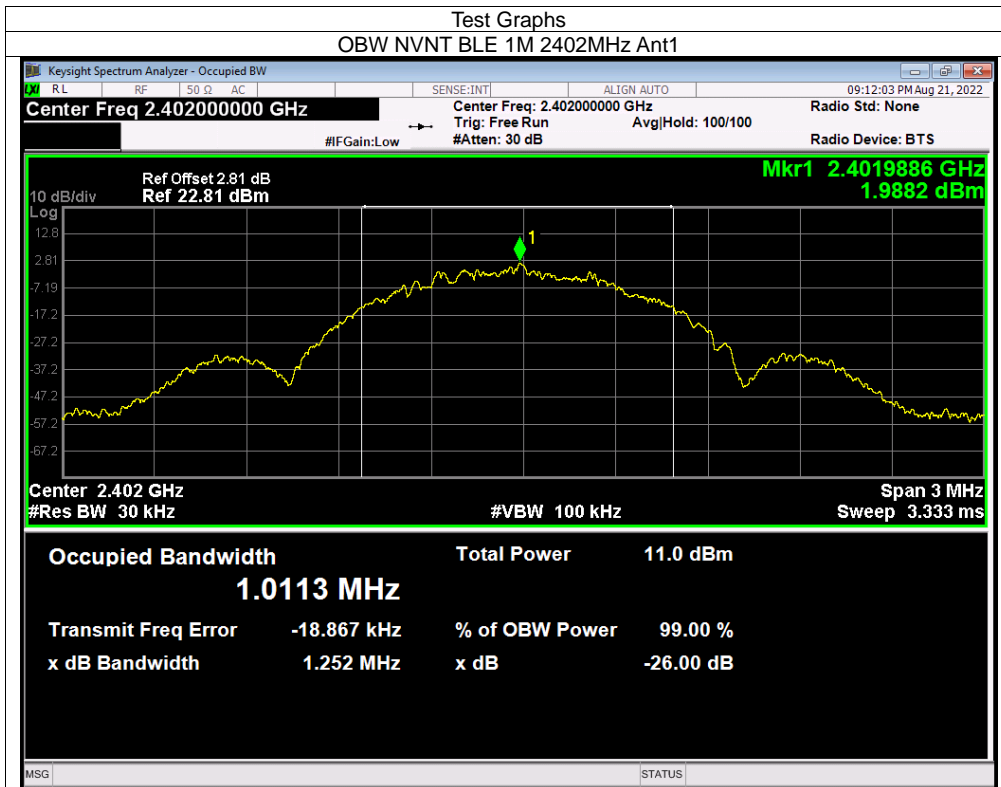 Test Graphs
OBW NVNT BLE 1M 2402MHz Ant1
Keysight Spectrum Analyzer - Occupied BW
LXI RL RF 50 Ω AC SENSE:INT ALIGN AUTO 09:12:03 PM Aug 21, 2022
Center Freq 2.402000000 GHz Center Freq: 2.402000000 GHz Radio Std: None
Trig: Free Run Avg|Hold: 100/100
#IFGain:Low #Atten: 30 dB Radio Device: BTS
Mkr1 2.4019886 GHz
1.9882 dBm
Ref Offset 2.81 dB
10 dB/div Ref 22.81 dBm
Log
12.8
1
2.81
-7.19
-17.2
-27.2
-37.2
-47.2
-57.2
-67.2
Center 2.402 GHz Span 3 MHz
#Res BW 30 kHz #VBW 100 kHz Sweep 3.333 ms
Occupied Bandwidth Total Power 11.0 dBm
1.0113 MHz
Transmit Freq Error -18.867 kHz % of OBW Power 99.00 %
x dB Bandwidth 1.252 MHz x dB -26.00 dB
MSG STATUS